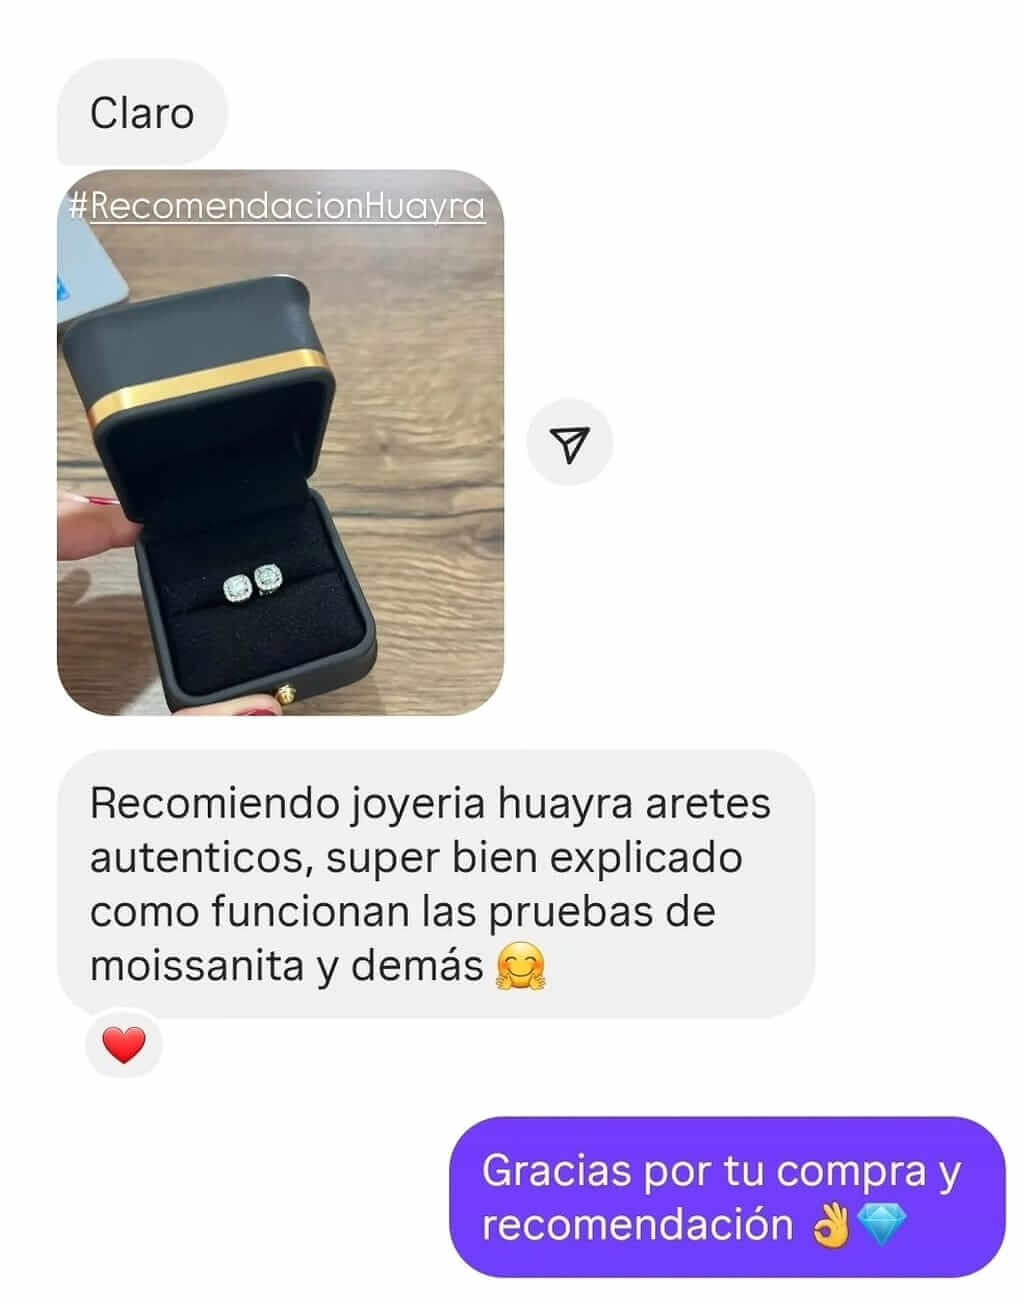 Claro
#RecomendacionHuayra
Recomiendo joyeria huayra aretes
autenticos, super bien explicado
como funcionan las pruebas de
moissanita y demás 🤗
❤️
Gracias por tu compra y
recomendación 👌💎